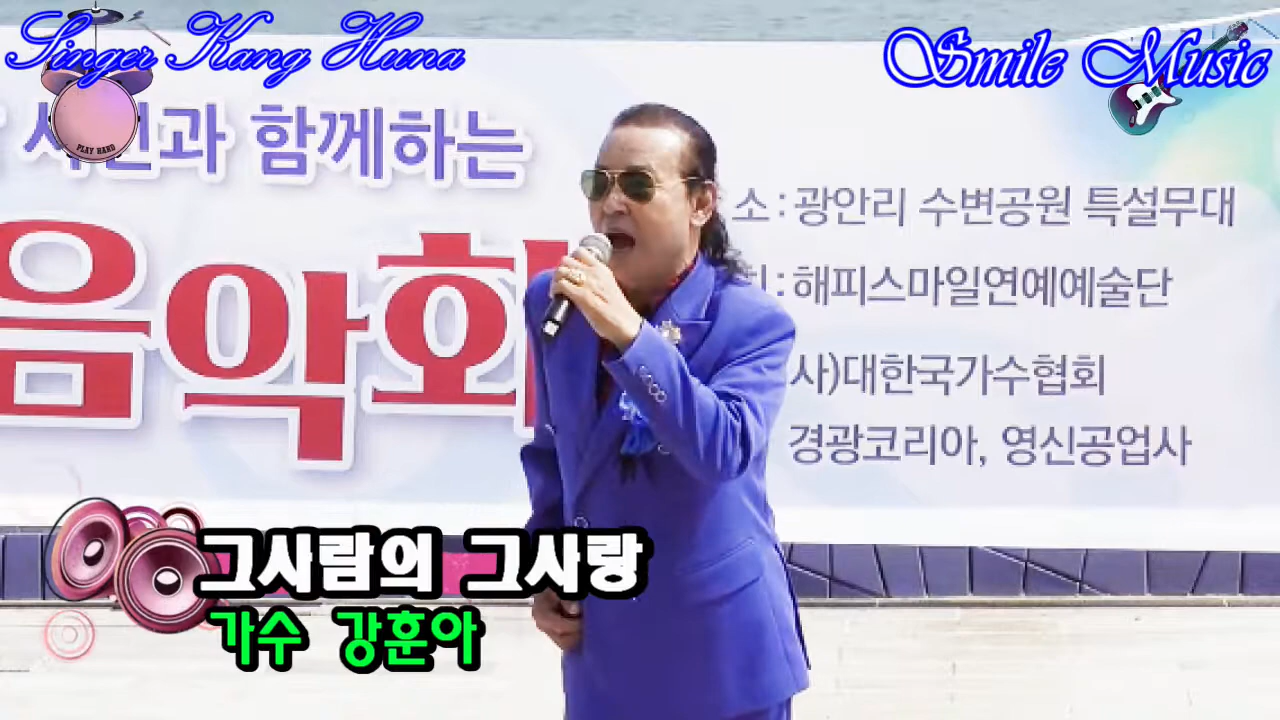 Singer Kang Huna
Smile Music
PLAY HARD
시민과 함께하는
음악회
소 : 광안리 수변공원 특설무대
: 해피스마일연예예술단
사)대한국가수협회
경광코리아, 영신공업사
그사람의 그사랑
가수 강훈아